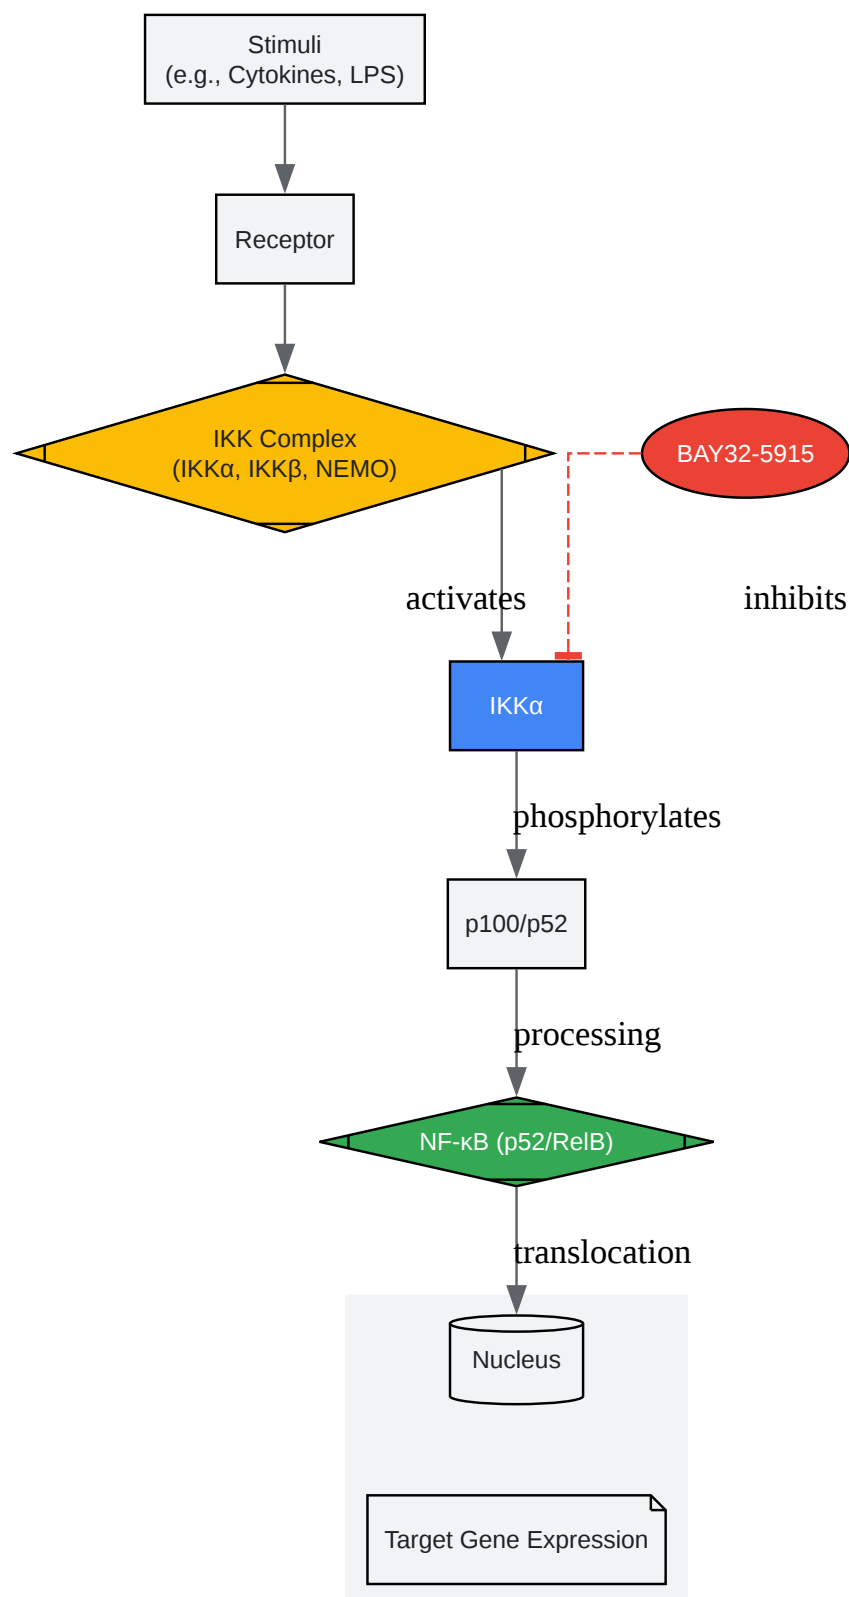 Stimuli
(e.g., Cytokines, LPS)
Receptor
IKK Complex
(IKKα, IKKβ, NEMO)
BAY32-5915
activates
inhibits
IKKα
phosphorylates
p100/p52
processing
NF-κB (p52/RelB)
translocation
Nucleus
Target Gene Expression